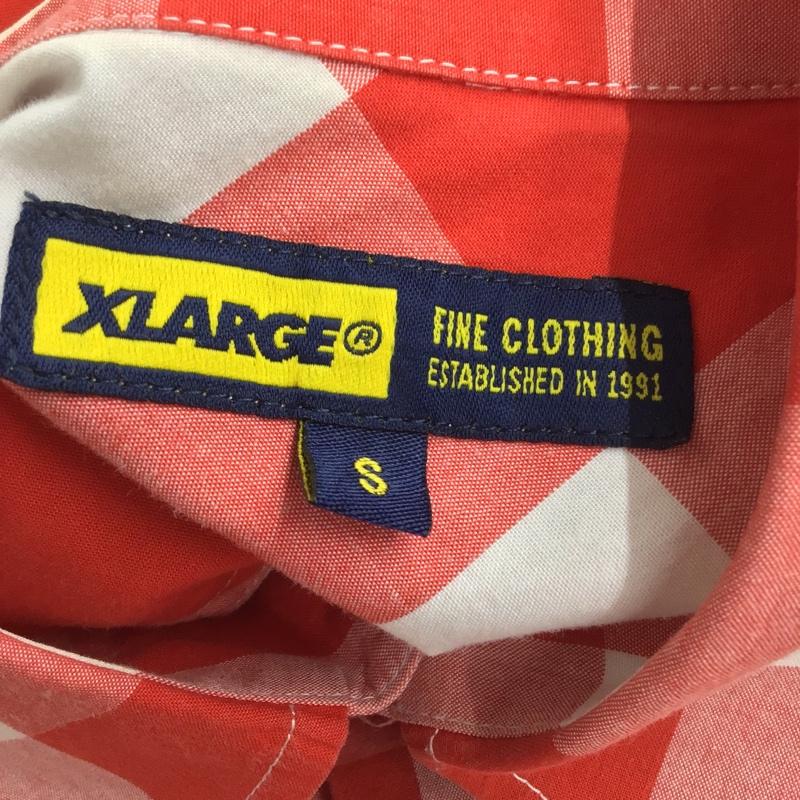 XLARGE®
FINE CLOTHING
ESTABLISHED IN 1991
S